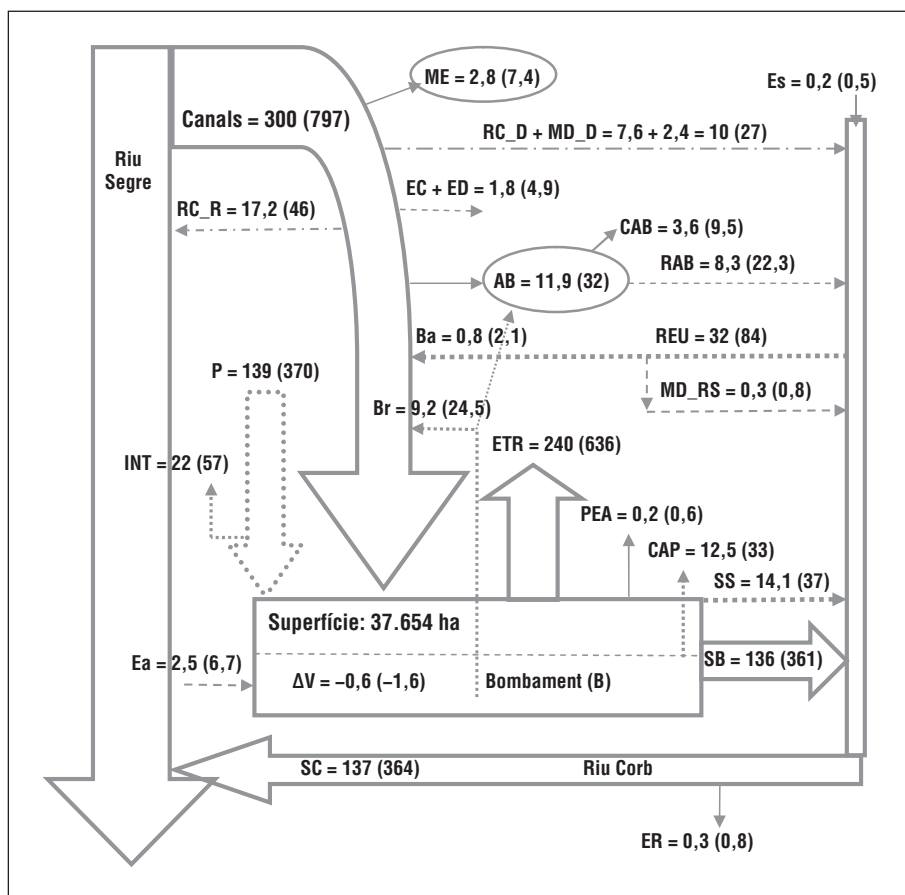 ME = 2,8 (7,4)
Es = 0,2 (0,5)
Canals = 300 (797)
RC_D + MD_D = 7,6 + 2,4 = 10 (27)
Riu
Segre
EC + ED = 1,8 (4,9)
RC_R = 17,2 (46)
CAB = 3,6 (9,5)
RAB = 8,3 (22,3)
AB = 11,9 (32)
Ba = 0,8 (2,1)
REU = 32 (84)
P = 139 (370)
MD_RS = 0,3 (0,8)
Br = 9,2 (24,5)
ETR = 240 (636)
INT = 22 (57)
PEA = 0,2 (0,6)
CAP = 12,5 (33)
SS = 14,1 (37)
Superfície: 37.654 ha
Ea = 2,5 (6,7)
SB = 136 (361)
ΔV = –0,6 (–1,6)
Bombament (B)
SC = 137 (364)
Riu Corb
ER = 0,3 (0,8)